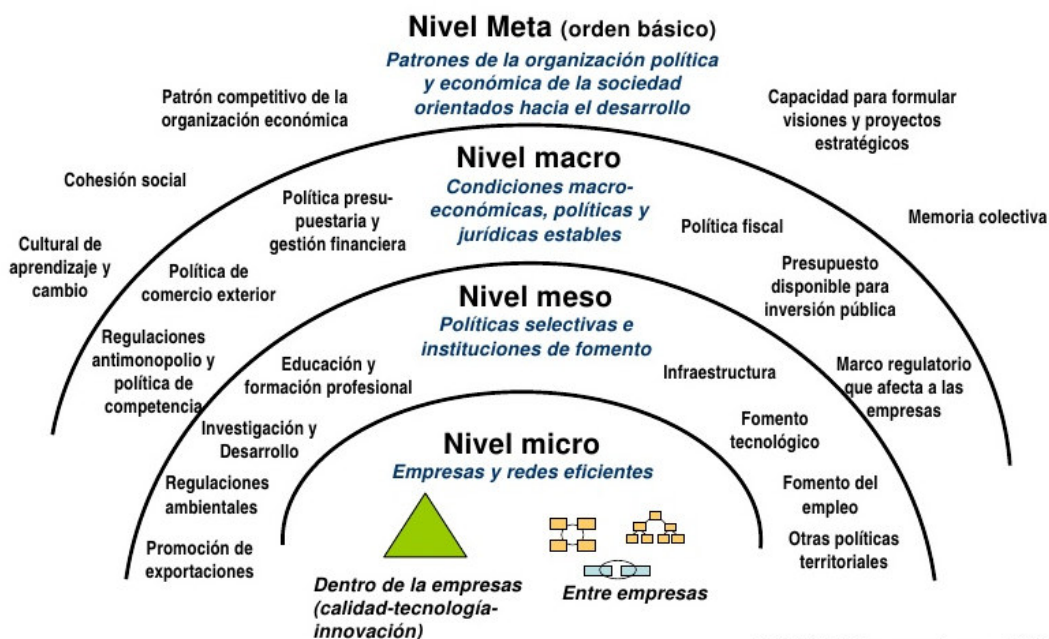 Nivel Meta (orden básico)
Patrones de la organización política
y económica de la sociedad
orientados hacia el desarrollo
Patrón competitivo de la
organización económica
Capacidad para formular
visiones y proyectos
estratégicos
Cohesión social
Memoria colectiva
Cultural de
aprendizaje y
cambio
Nivel macro
Condiciones macro-
económicas, políticas y
jurídicas estables
Política presu-
puestaria y
gestión financiera
Política fiscal
Política de
comercio exterior
Presupuesto
disponible para
inversión pública
Regulaciones
antimonopolio y
política de
competencia
Marco regulatorio
que afecta a las
empresas
Nivel meso
Políticas selectivas e
instituciones de fomento
Educación y
formación profesional
Infraestructura
Investigación y
Desarrollo
Fomento
tecnológico
Regulaciones
ambientales
Fomento del
empleo
Promoción de
exportaciones
Otras políticas
territoriales
Nivel micro
Empresas y redes eficientes
Dentro de la empresas
(calidad-tecnología-
innovación)
Entre empresas